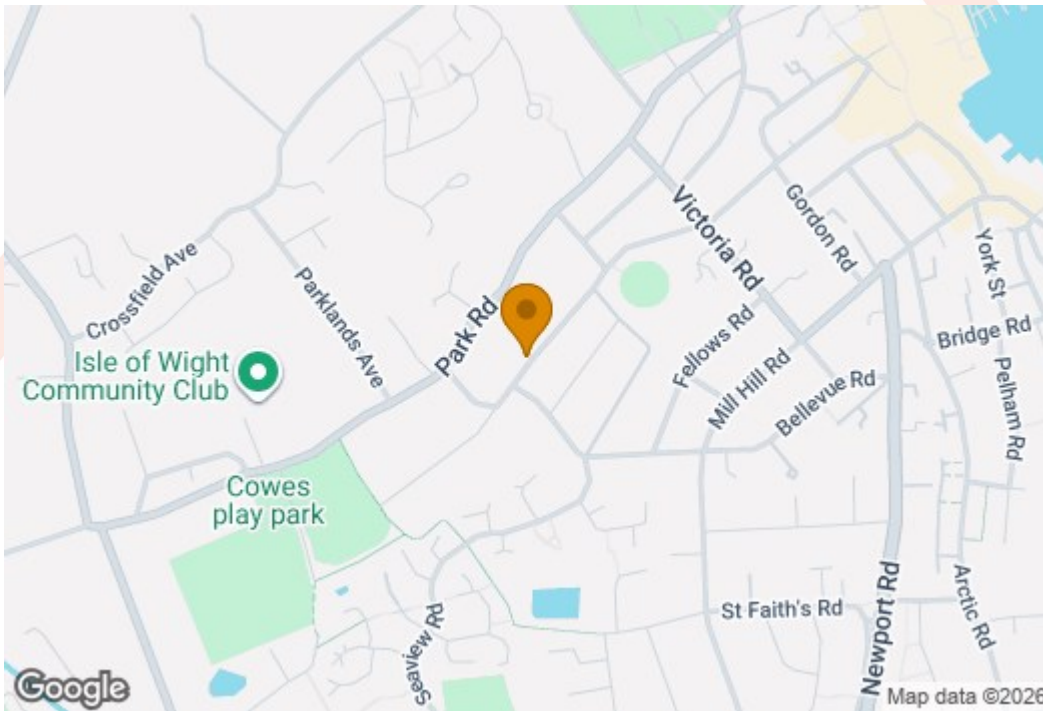 Crossfield Ave
Parklands Ave
Park Rd
Victoria Rd
Gordon Rd
York St
Bridge Rd
Pelham Rd
Fellows Rd
Mill Hill Rd
Bellevue Rd
Isle of Wight
Community Club
Cowes
play park
Seaview Rd
St Faith's Rd
Newport Rd
Arctic Rd
Google
Map data ©2026